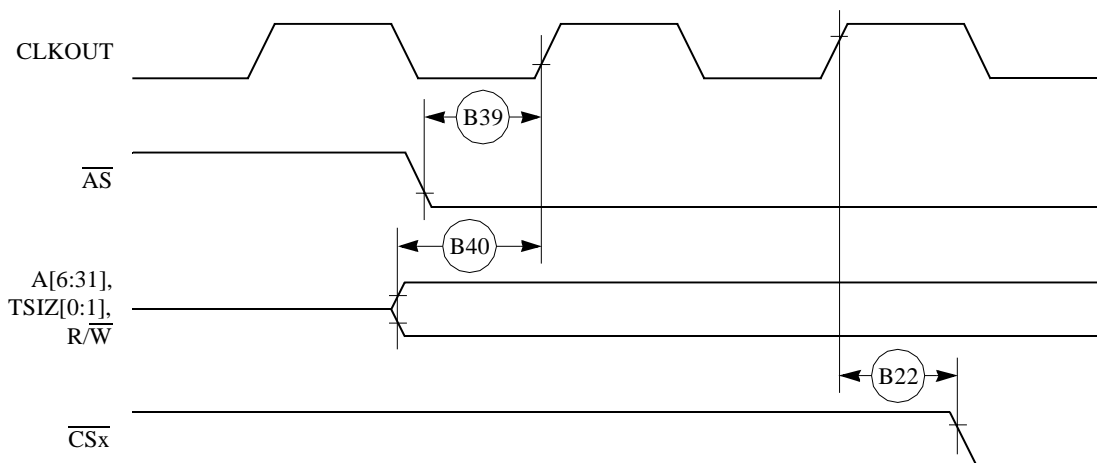 CLKOUT
B39
AS
B40
A[6:31],
TSIZ[0:1],
R/W
B22
CSx